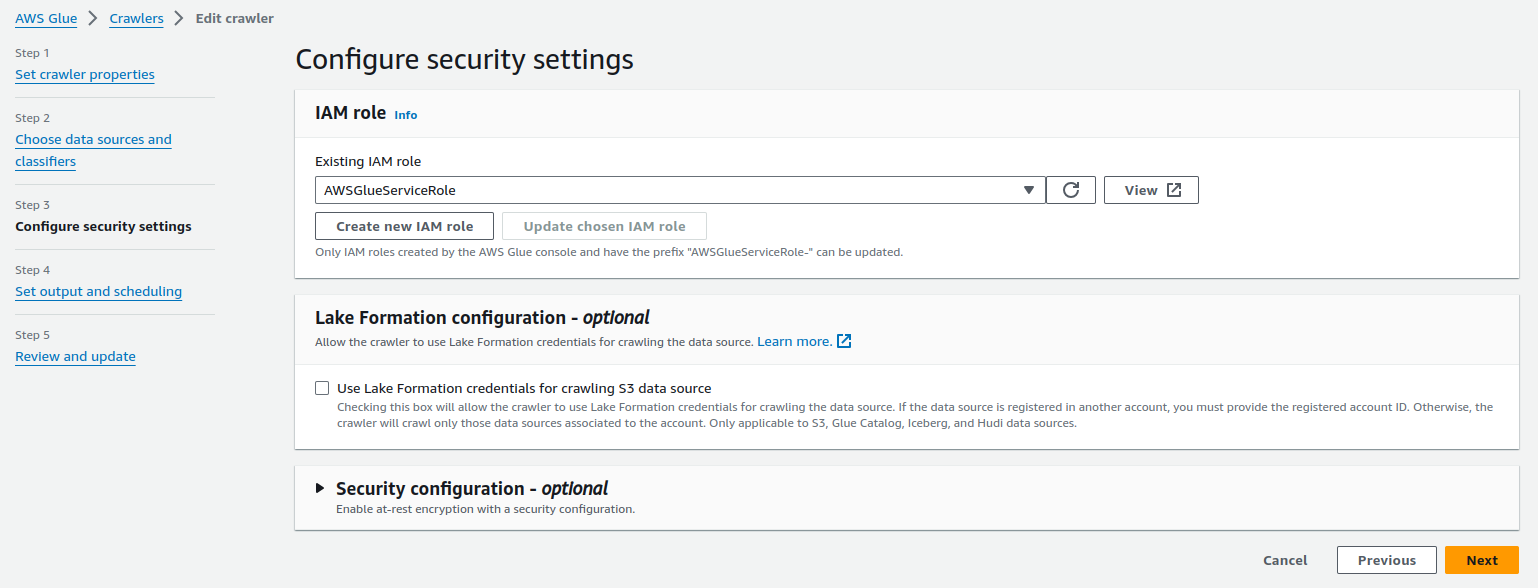 AWS Glue > Crawlers > Edit crawler
Step 1
Set crawler properties
Step 2
Choose data sources and
classifiers
Step 3
Configure security settings
Step 4
Set output and scheduling
Step 5
Review and update
Configure security settings
IAM role Info
Existing IAM role
AWSGlueServiceRole
View
Create new IAM role Update chosen IAM role
Only IAM roles created by the AWS Glue console and have the prefix "AWSGlueServiceRole-" can be updated.
Lake Formation configuration - optional
Allow the crawler to use Lake Formation credentials for crawling the data source. Learn more.
Use Lake Formation credentials for crawling S3 data source
Checking this box will allow the crawler to use Lake Formation credentials for crawling the data source. If the data source is registered in another account, you must provide the registered account ID. Otherwise, the
crawler will crawl only those data sources associated to the account. Only applicable to S3, Glue Catalog, Iceberg, and Hudi data sources.
Security configuration - optional
Enable at-rest encryption with a security configuration.
Cancel Previous Next